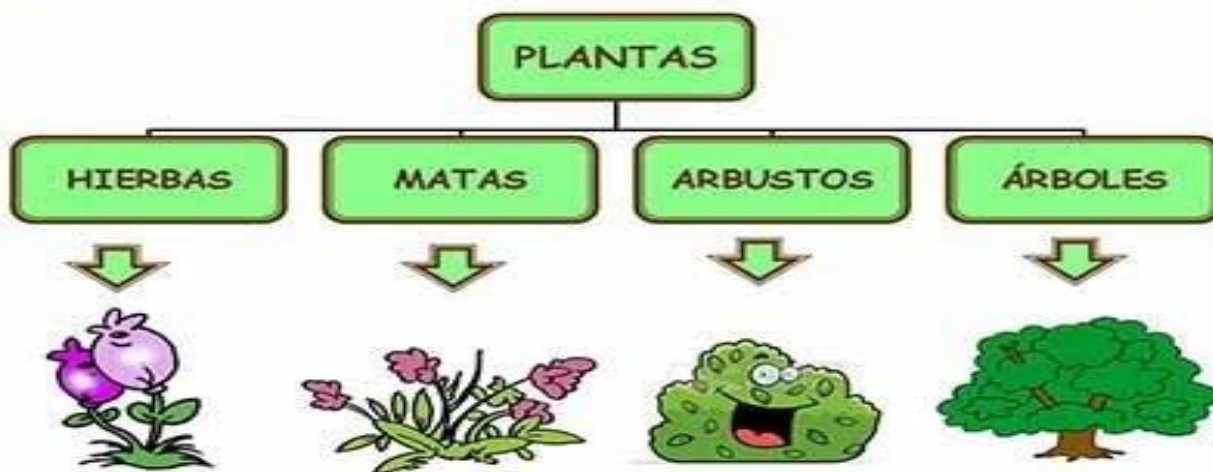 PLANTAS
HIERBAS
MATAS
ARBUSTOS
ÁRBOLES